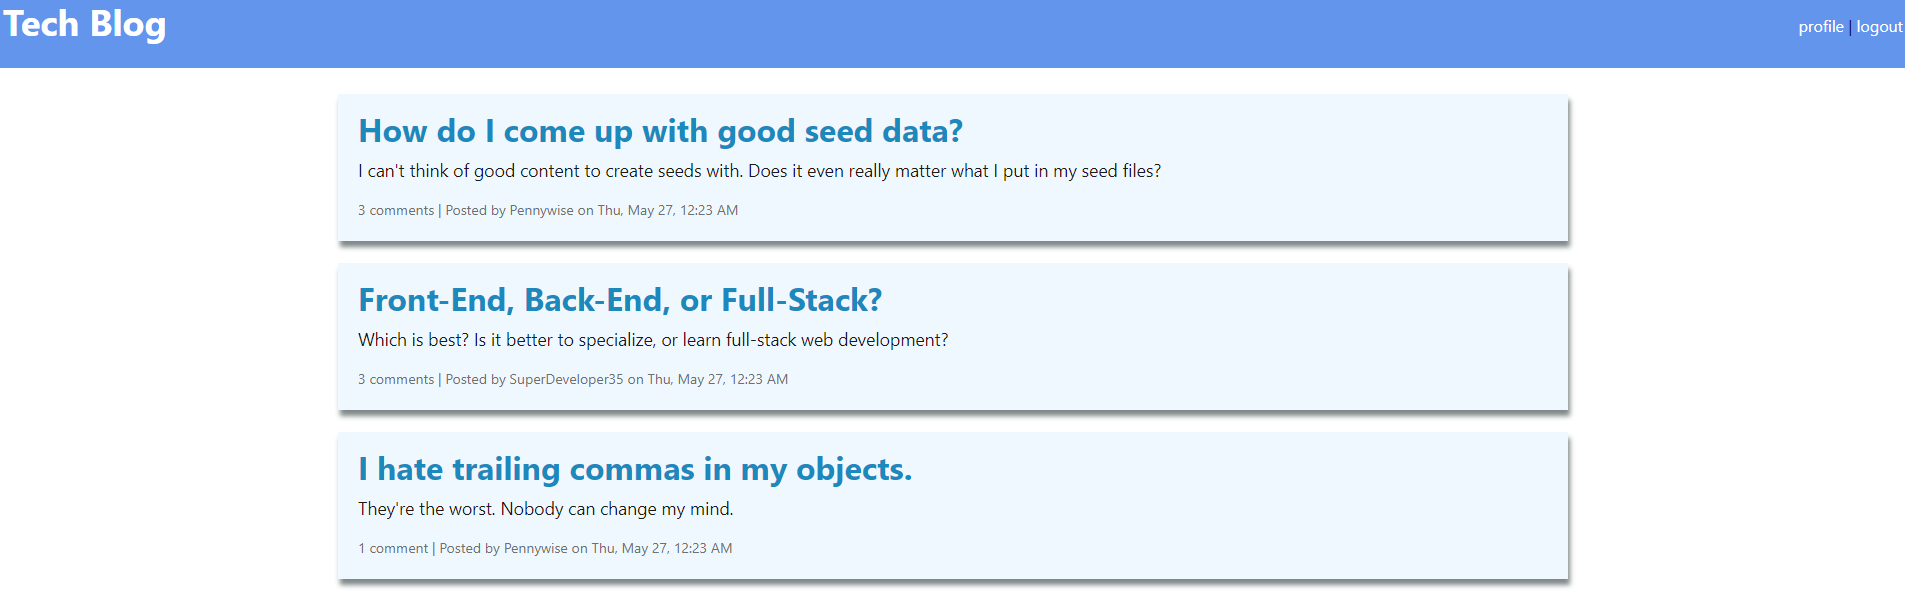 Tech Blog
profile | logout
How do I come up with good seed data?
I can't think of good content to create seeds with. Does it even really matter what I put in my seed files?
3 comments | Posted by Pennywise on Thu, May 27, 12:23 AM
Front-End, Back-End, or Full-Stack?
Which is best? Is it better to specialize, or learn full-stack web development?
3 comments | Posted by SuperDeveloper35 on Thu, May 27, 12:23 AM
I hate trailing commas in my objects.
They're the worst. Nobody can change my mind.
1 comment | Posted by Pennywise on Thu, May 27, 12:23 AM